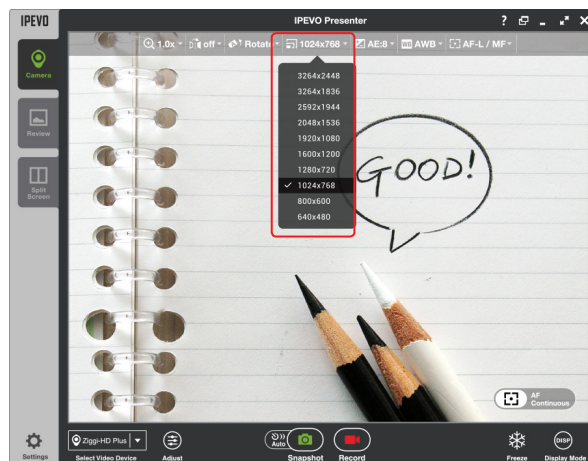 IPEVO
IPEVO Presenter
?
1.0x
off
Rotate
1024x768
AE:8
AWB
AF-L / MF
3264x2448
3264x1836
2592x1944
2048x1536
1920x1080
1600x1200
1280x720
1024x768
800x600
640x480
Camera
Review
Split
Screen
GOOD!
AF
Continuous
Settings
Ziggi-HD Plus
Select Video Device
Adjust
Auto
Snapshot
Record
Freeze
DISP
Display Mode